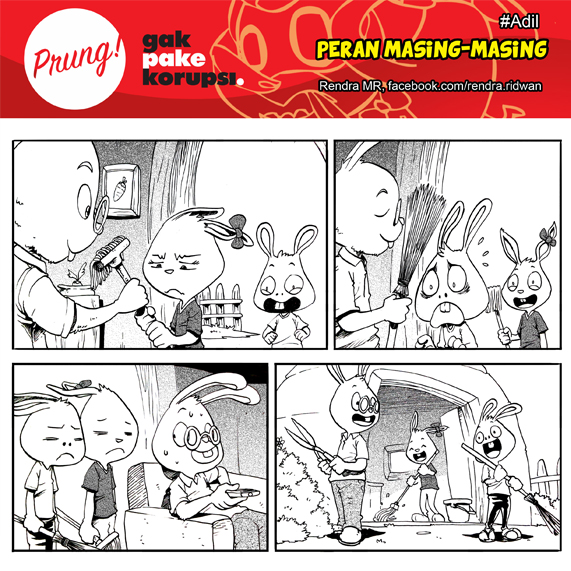 Prung!
gak
pake
korupsi.
#Adil
PERAN MASING-MASING
Rendra MR, facebook.com/rendra.ridwan